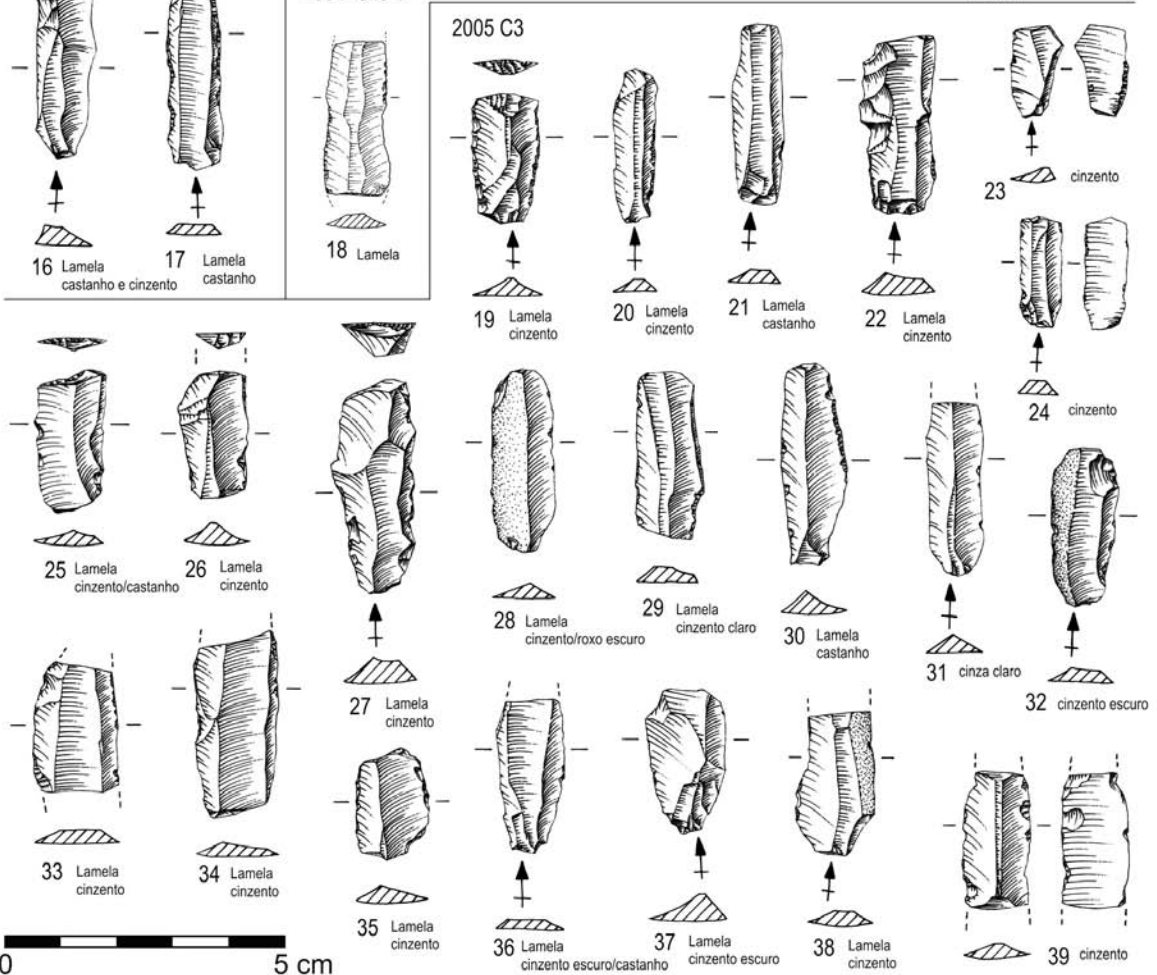 2005 C3
16 Lamela
castanho e cinzento
17 Lamela
castanho
18 Lamela
19 Lamela
cinzento
20 Lamela
cinzento
21 Lamela
castanho
22 Lamela
cinzento
23 cinzento
24 cinzento
25 Lamela
cinzento/castanho
26 Lamela
cinzento
27 Lamela
cinzento
28 Lamela
cinzento/roxo escuro
29 Lamela
cinzento claro
30 Lamela
castanho
31 cinza claro
32 cinzento escuro
33 Lamela
cinzento
34 Lamela
cinzento
35 Lamela
cinzento
36 Lamela
cinzento escuro/castanho
37 Lamela
cinzento escuro
38 Lamela
cinzento
39 cinzento
0 5 cm